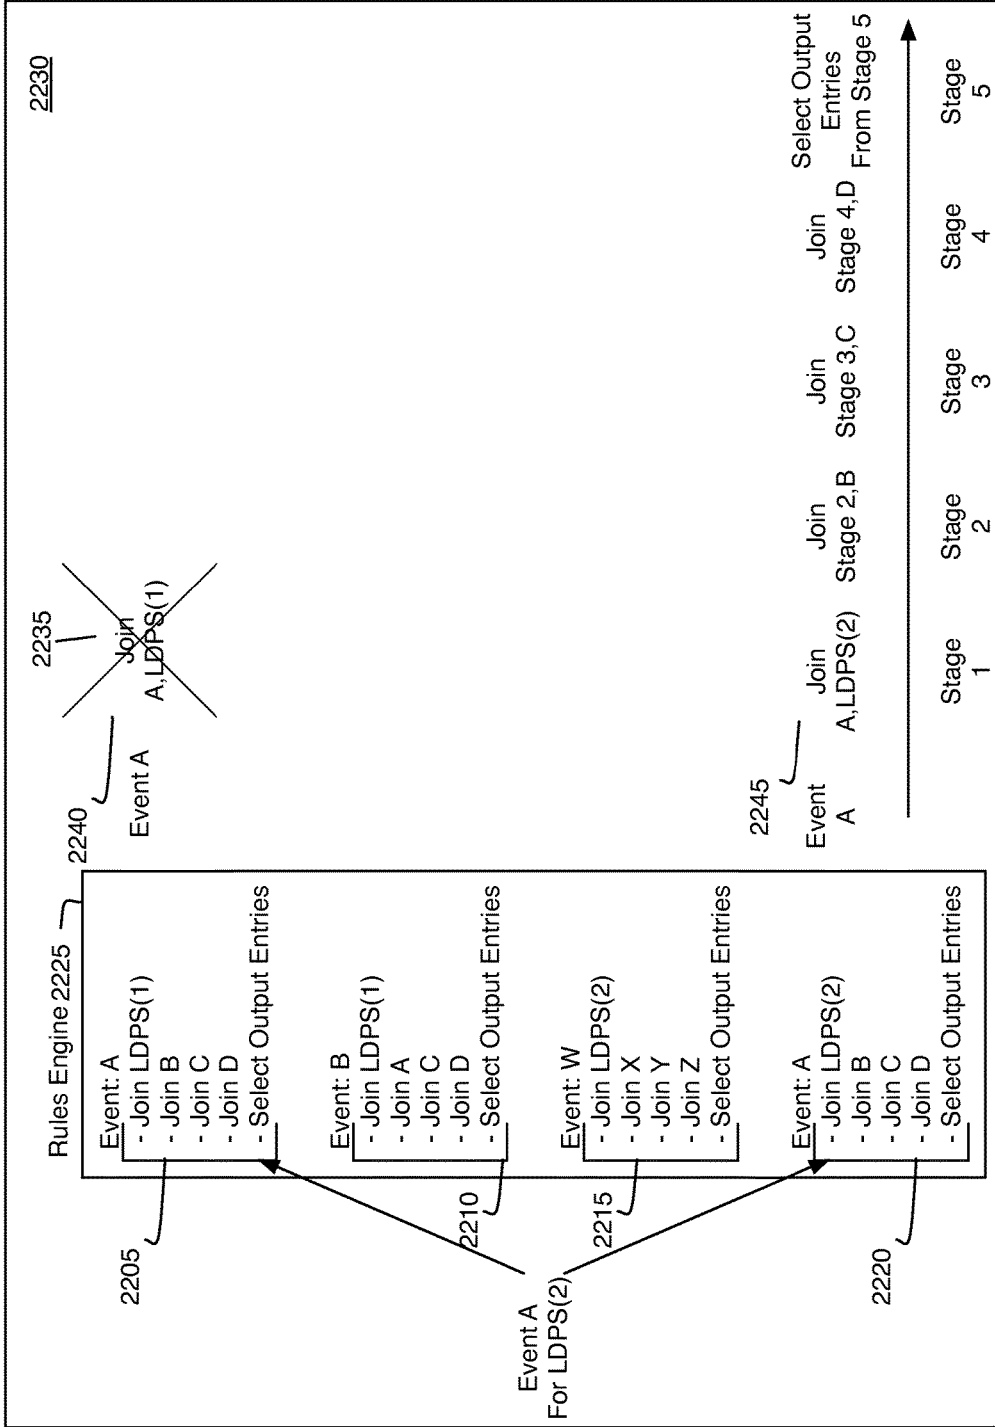 2230
Rules Engine 2225
Event: A
- Join LDPS(1)
- Join B
- Join C
- Join D
- Select Output Entries
Event: B
- Join LDPS(1)
- Join A
- Join C
- Join D
- Select Output Entries
Event: W
- Join LDPS(2)
- Join X
- Join Y
- Join Z
- Select Output Entries
Event: A
- Join LDPS(2)
- Join B
- Join C
- Join D
- Select Output Entries
2205
2210
2215
2220
Event A
For LDPS(2)
2240
Event A
2235
Join
A,LDPS(1)
2245
Event
A
Join
A,LDPS(2)
Join
Stage 2,B
Join
Stage 3,C
Join
Stage 4,D
Select Output
Entries
From Stage 5
Stage
1
Stage
2
Stage
3
Stage
4
Stage
5